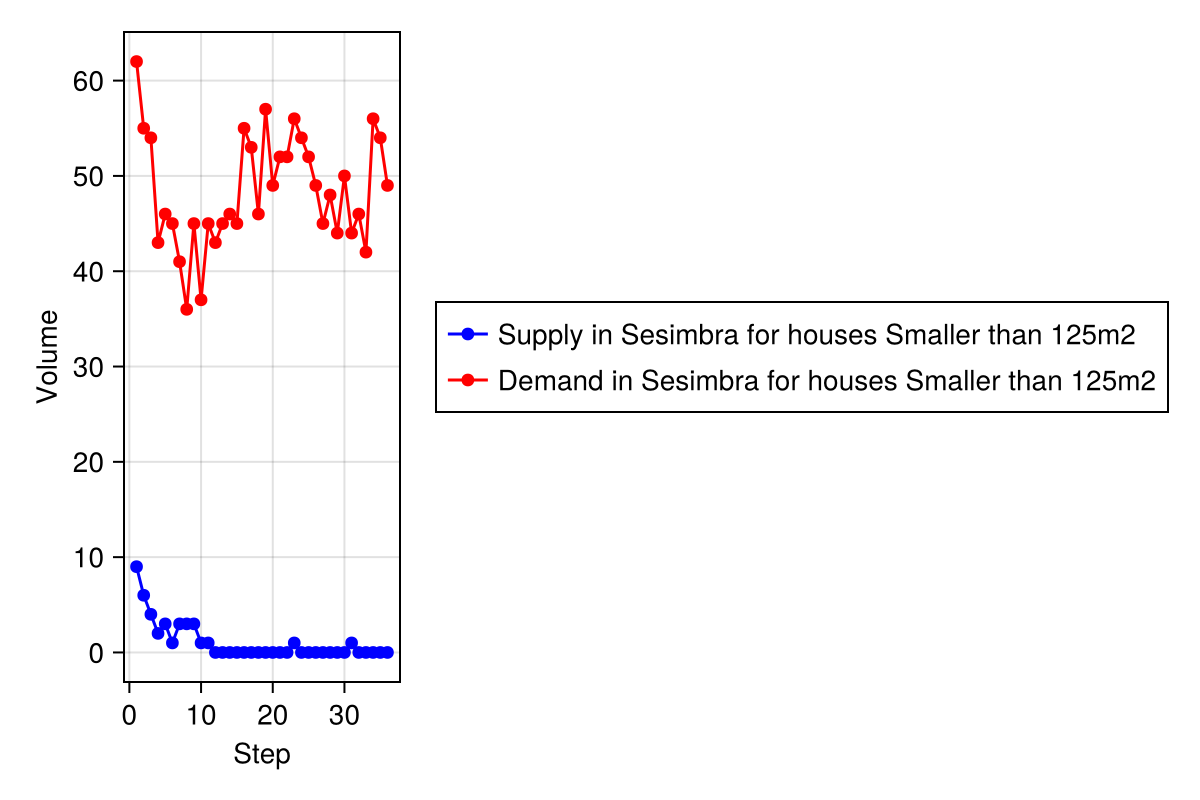 60
50
40
30
20
10
0
Volume
0 10 20 30
Step
Supply in Sesimbra for houses Smaller than 125m2
Demand in Sesimbra for houses Smaller than 125m2